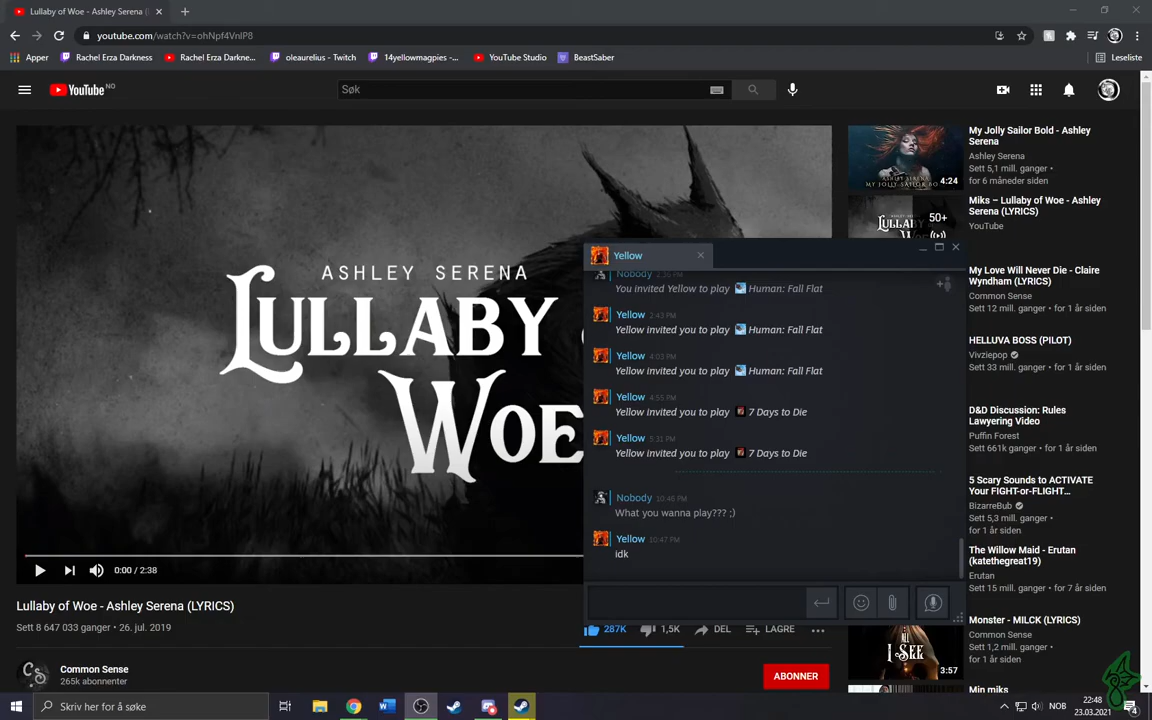 Lullaby of Woe - Ashley Serena (L
youtube.com/watch?v=ohNpf4VnIP8
Apper
Rachel Erza Darkness
Rachel Erza Darkne...
oleaurelius - Twitch
14yellowmagpies -...
YouTube Studio
BeastSaber
Leseliste
YouTube NO
Søk
ASHLEY SERENA
LULLABY
WOE
My Jolly Sailor Bold - Ashley
Serena
Ashley Serena
Sett 5,1 mill. ganger •
for 6 måneder siden
ASHLEY SERENA
MY JOLLY SAILOR BO
4:24
Miks – Lullaby of Woe - Ashley
Serena (LYRICS)
YouTube
50+
My Love Will Never Die - Claire
Wyndham (LYRICS)
Common Sense
Sett 12 mill. ganger • for 1 år siden
HELLUVA BOSS (PILOT)
Vivziepop
Sett 33 mill. ganger • for 1 år siden
D&D Discussion: Rules
Lawyering Video
Puffin Forest
Sett 661k ganger • for 1 år siden
5 Scary Sounds to ACTIVATE
Your FIGHT-or-FLIGHT...
BizarreBub
Sett 5,3 mill. ganger • for 1 år siden
The Willow Maid - Erutan
(katethegreat19)
Erutan
Sett 15 mill. ganger • for 7 år siden
Monster - MILCK (LYRICS)
Common Sense
Sett 1,2 mill. ganger • for 1 år siden
ALL
I SEE
3:57
Min miks
Yellow
Nobody 2:36 PM
You invited Yellow to play Human: Fall Flat
Yellow 2:43 PM
Yellow invited you to play Human: Fall Flat
Yellow 4:03 PM
Yellow invited you to play Human: Fall Flat
Yellow 4:55 PM
Yellow invited you to play 7 Days to Die
Yellow 5:31 PM
Yellow invited you to play 7 Days to Die
Nobody 10:46 PM
What you wanna play??? ;)
Yellow 10:47 PM
idk
0:00 / 2:38
Lullaby of Woe - Ashley Serena (LYRICS)
Sett 8 647 033 ganger • 26. jul. 2019
287K
1,5K
DEL
LAGRE
Common Sense
265k abonnenter
ABONNER
Skriv her for å søke
NOB
22:48
23.03.2021
4